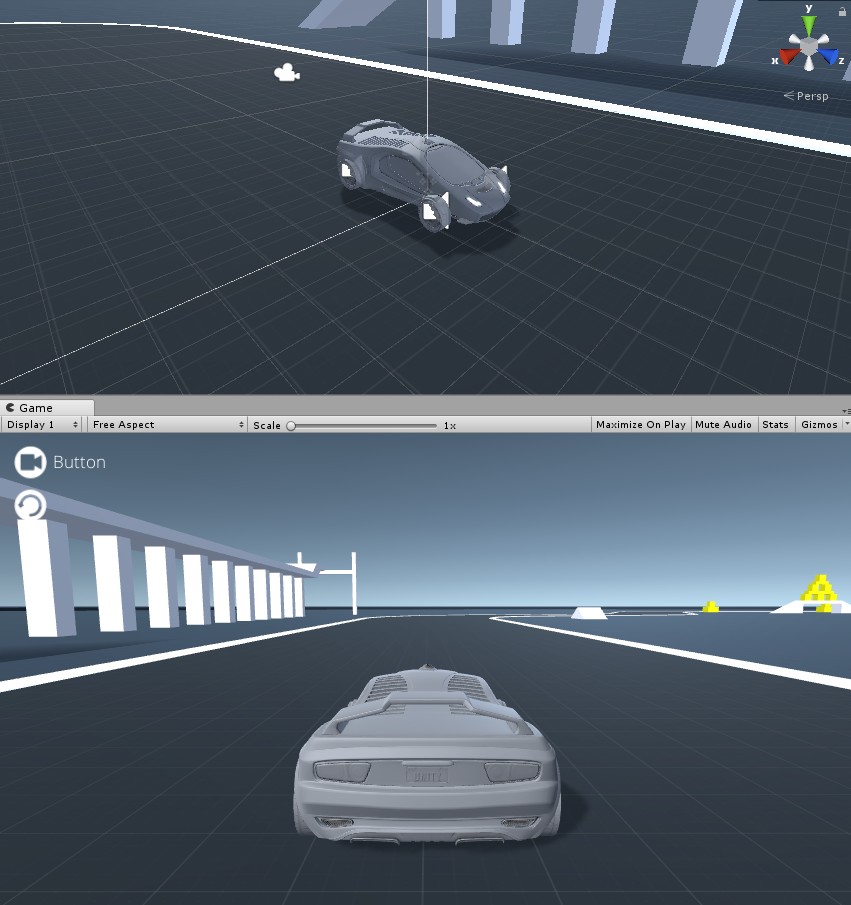 y
x
z
Persp
Game
Display 1
Free Aspect
Scale
1x
Maximize On Play
Mute Audio
Stats
Gizmos
Button
UNITY